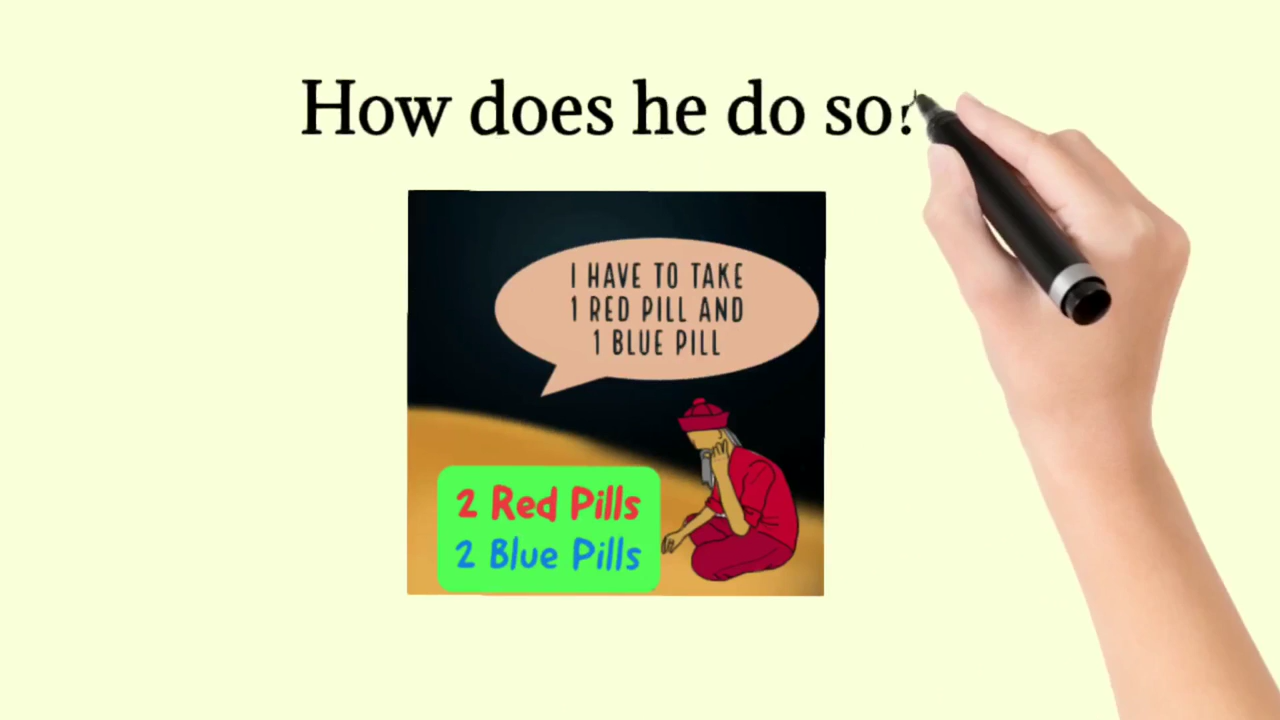 How does he do so?
I HAVE TO TAKE
1 RED PILL AND
1 BLUE PILL
2 Red Pills
2 Blue Pills